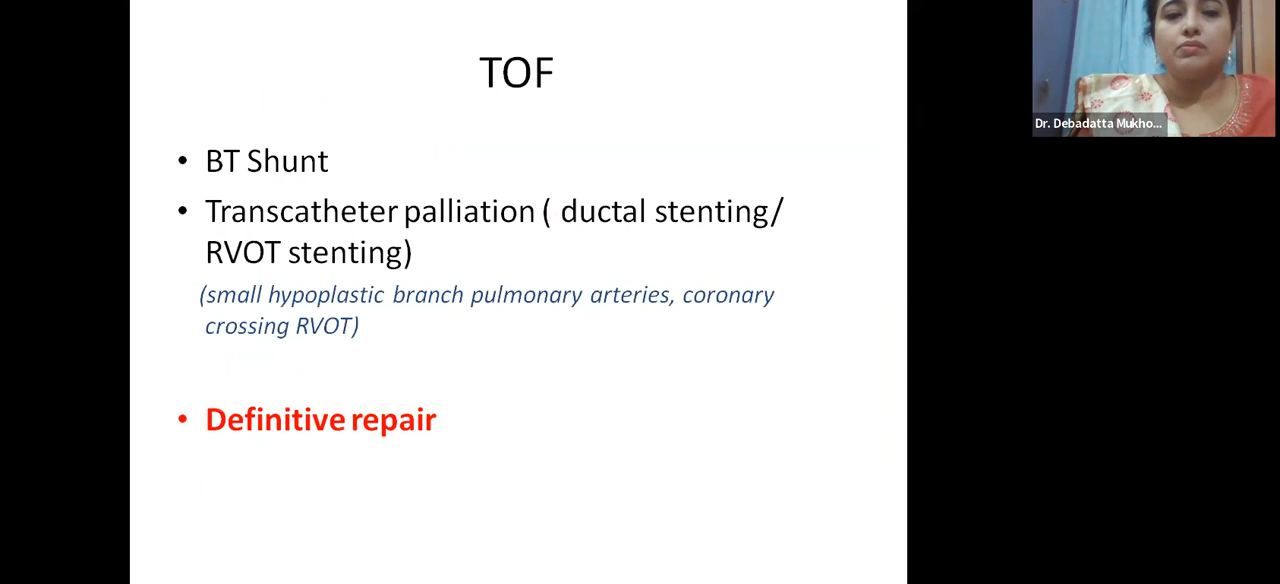 TOF
• BT Shunt
• Transcatheter palliation ( ductal stenting/
RVOT stenting)
(small hypoplastic branch pulmonary arteries, coronary
crossing RVOT)
• Definitive repair
Dr. Debadatta Mukho...